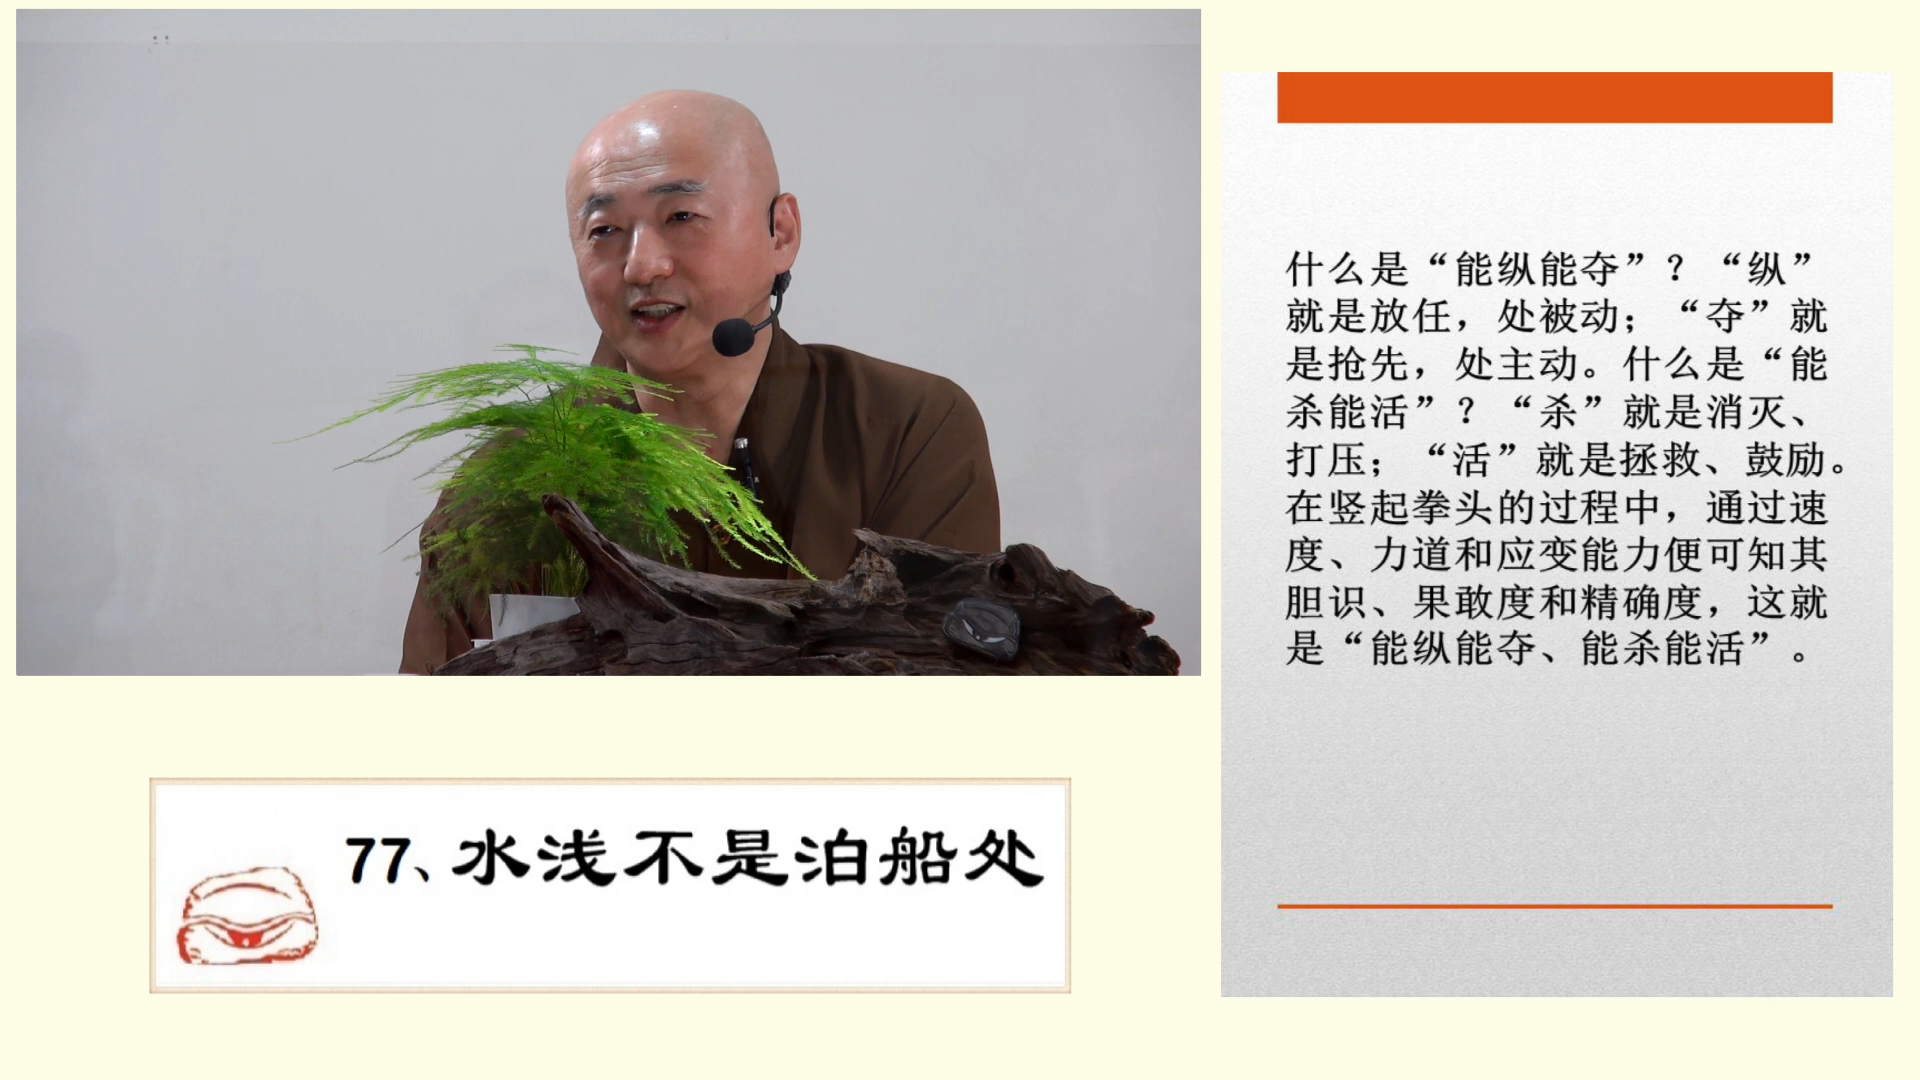 什么是“能纵能夺”？“纵”
就是放任，处被动；“夺”就
是抢先，处主动。什么是“能
杀能活”？“杀”就是消灭、
打压；“活”就是拯救、鼓励。
在竖起拳头的过程中，通过速
度、力道和应变能力便可知其
胆识、果敢度和精确度，这就
是“能纵能夺、能杀能活”。
77、水浅不是泊船处